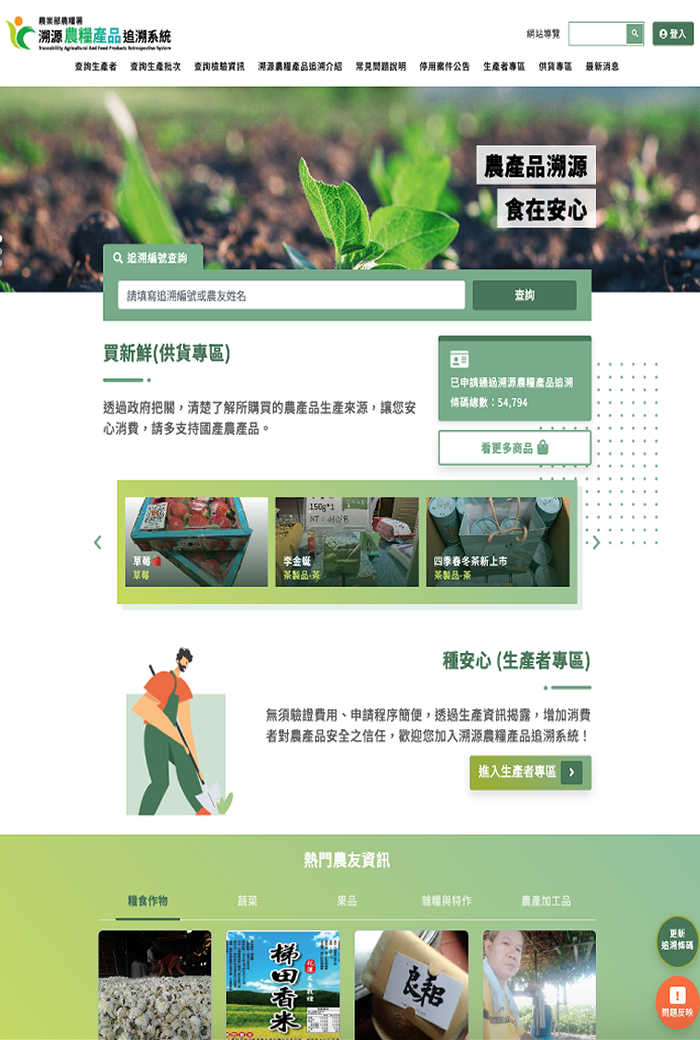 農業部農糧署
溯源農糧產品追溯系統
Traceability Agricultural And Food Products Retrospective System
網站導覽
登入
查詢生產者 查詢生產批次 查詢檢驗資訊 溯源農糧產品追溯介紹 常見問題說明 停用案件公告 生產者專區 供貨專區 最新消息
農產品溯源
食在安心
追溯編號查詢
請填寫追溯編號或農友姓名
查詢
買新鮮(供貨專區)
透過政府把關，清楚了解所購買的農產品生產來源，讓您安
心消費，請多支持國產農產品。
已申請通過溯源農糧產品追溯
條碼總數：54,794
看更多商品
150g*1
草莓
草莓
李金鋋
茶製品-茶
四季春冬茶新上市
茶製品-茶
種安心 (生產者專區)
無須驗證費用、申請程序簡便，透過生產資訊揭露，增加消費
者對農產品安全之信任，歡迎您加入溯源農糧產品追溯系統！
進入生產者專區
熱門農友資訊
糧食作物 蔬菜 果品 雜糧與特作 農產加工品
梯田香米
良耜
更新
追溯條碼
問題反映